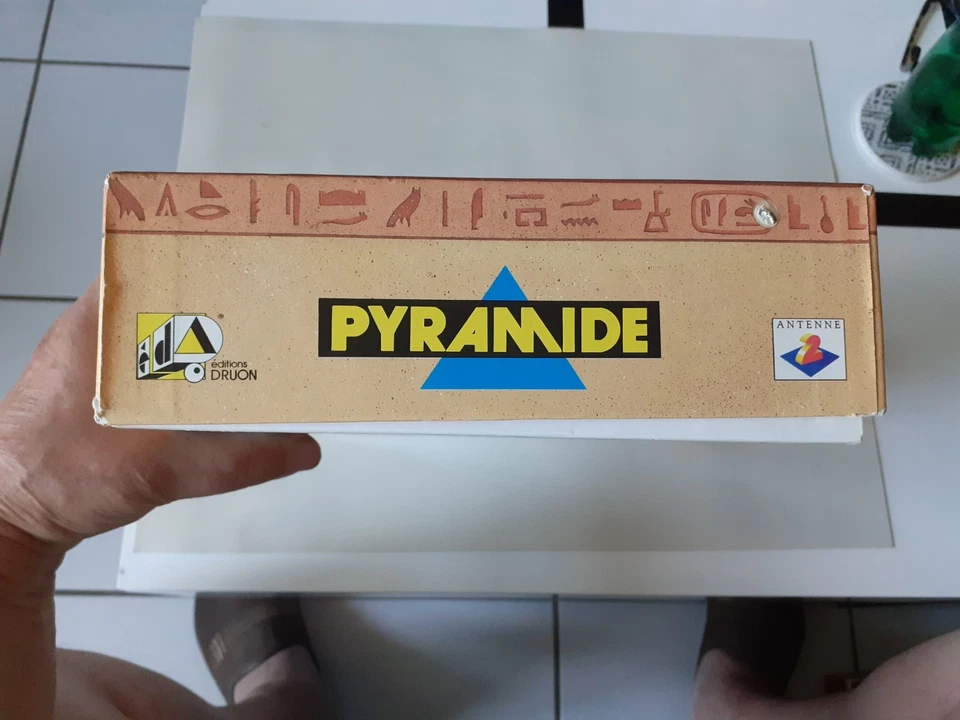 PYRAMIDE
éditions
DRUON
ANTENNE
2